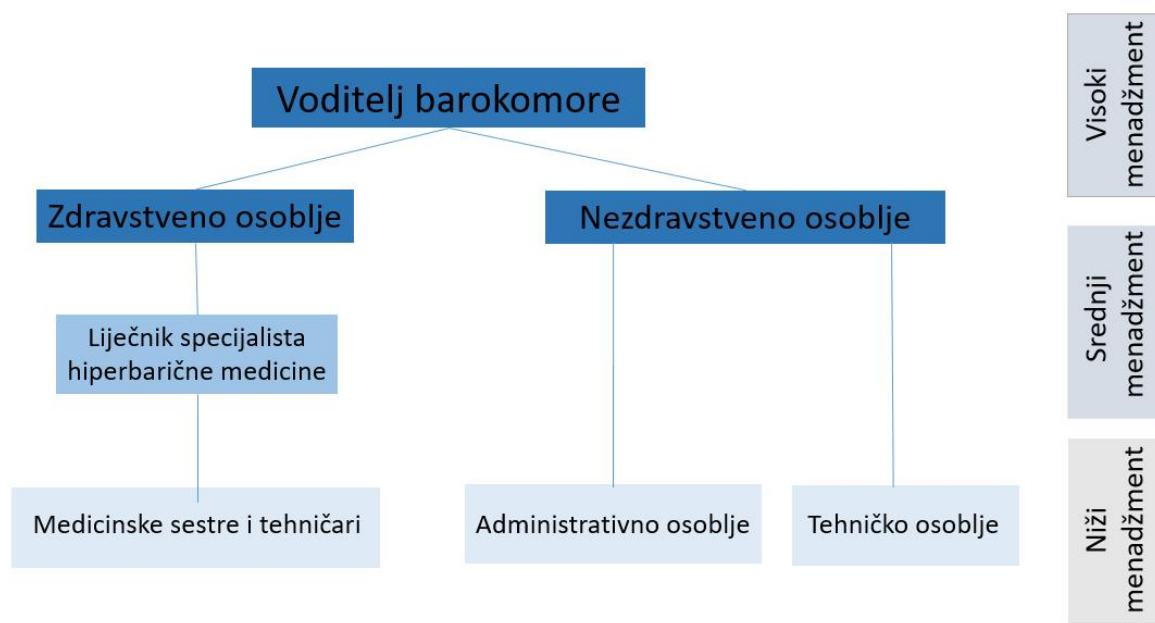 Voditelj barokomore
Zdravstveno osoblje
Nezdravstveno osoblje
Liječnik specijalista
hiperbarične medicine
Medicinske sestre i tehničari
Administrativno osoblje
Tehničko osoblje
Visoki
menadžment
Srednji
menadžment
Niži
menadžment